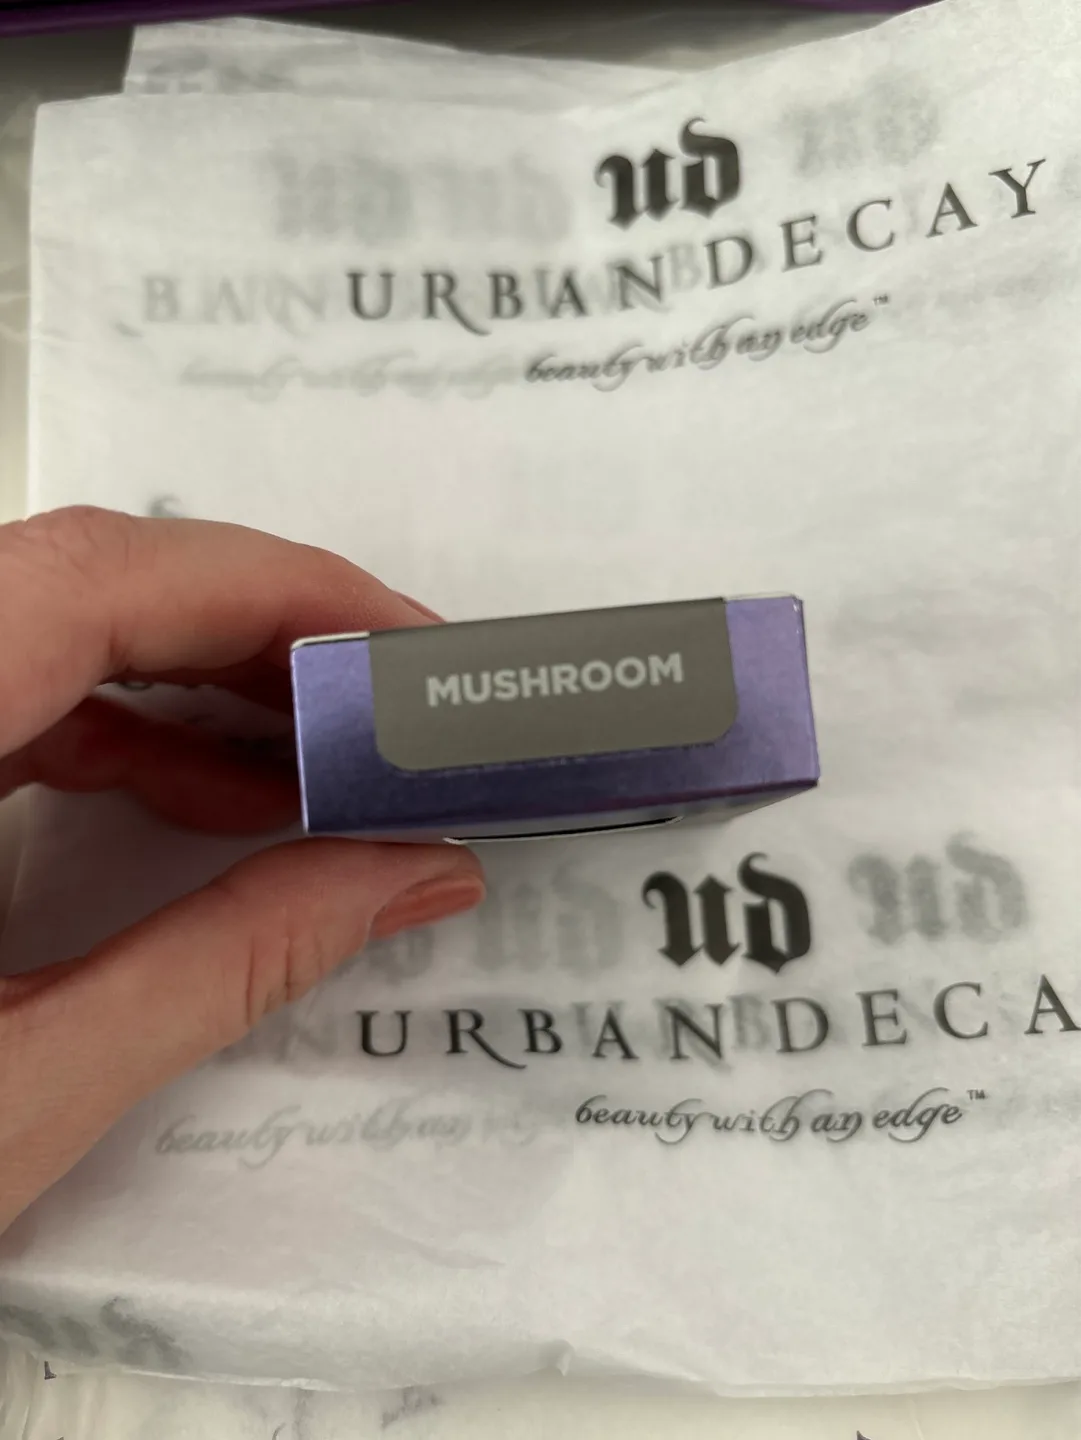 ud
URBAN DECAY
beauty with an edge™
MUSHROOM
ud
URBAN DECA
beauty with an edge™